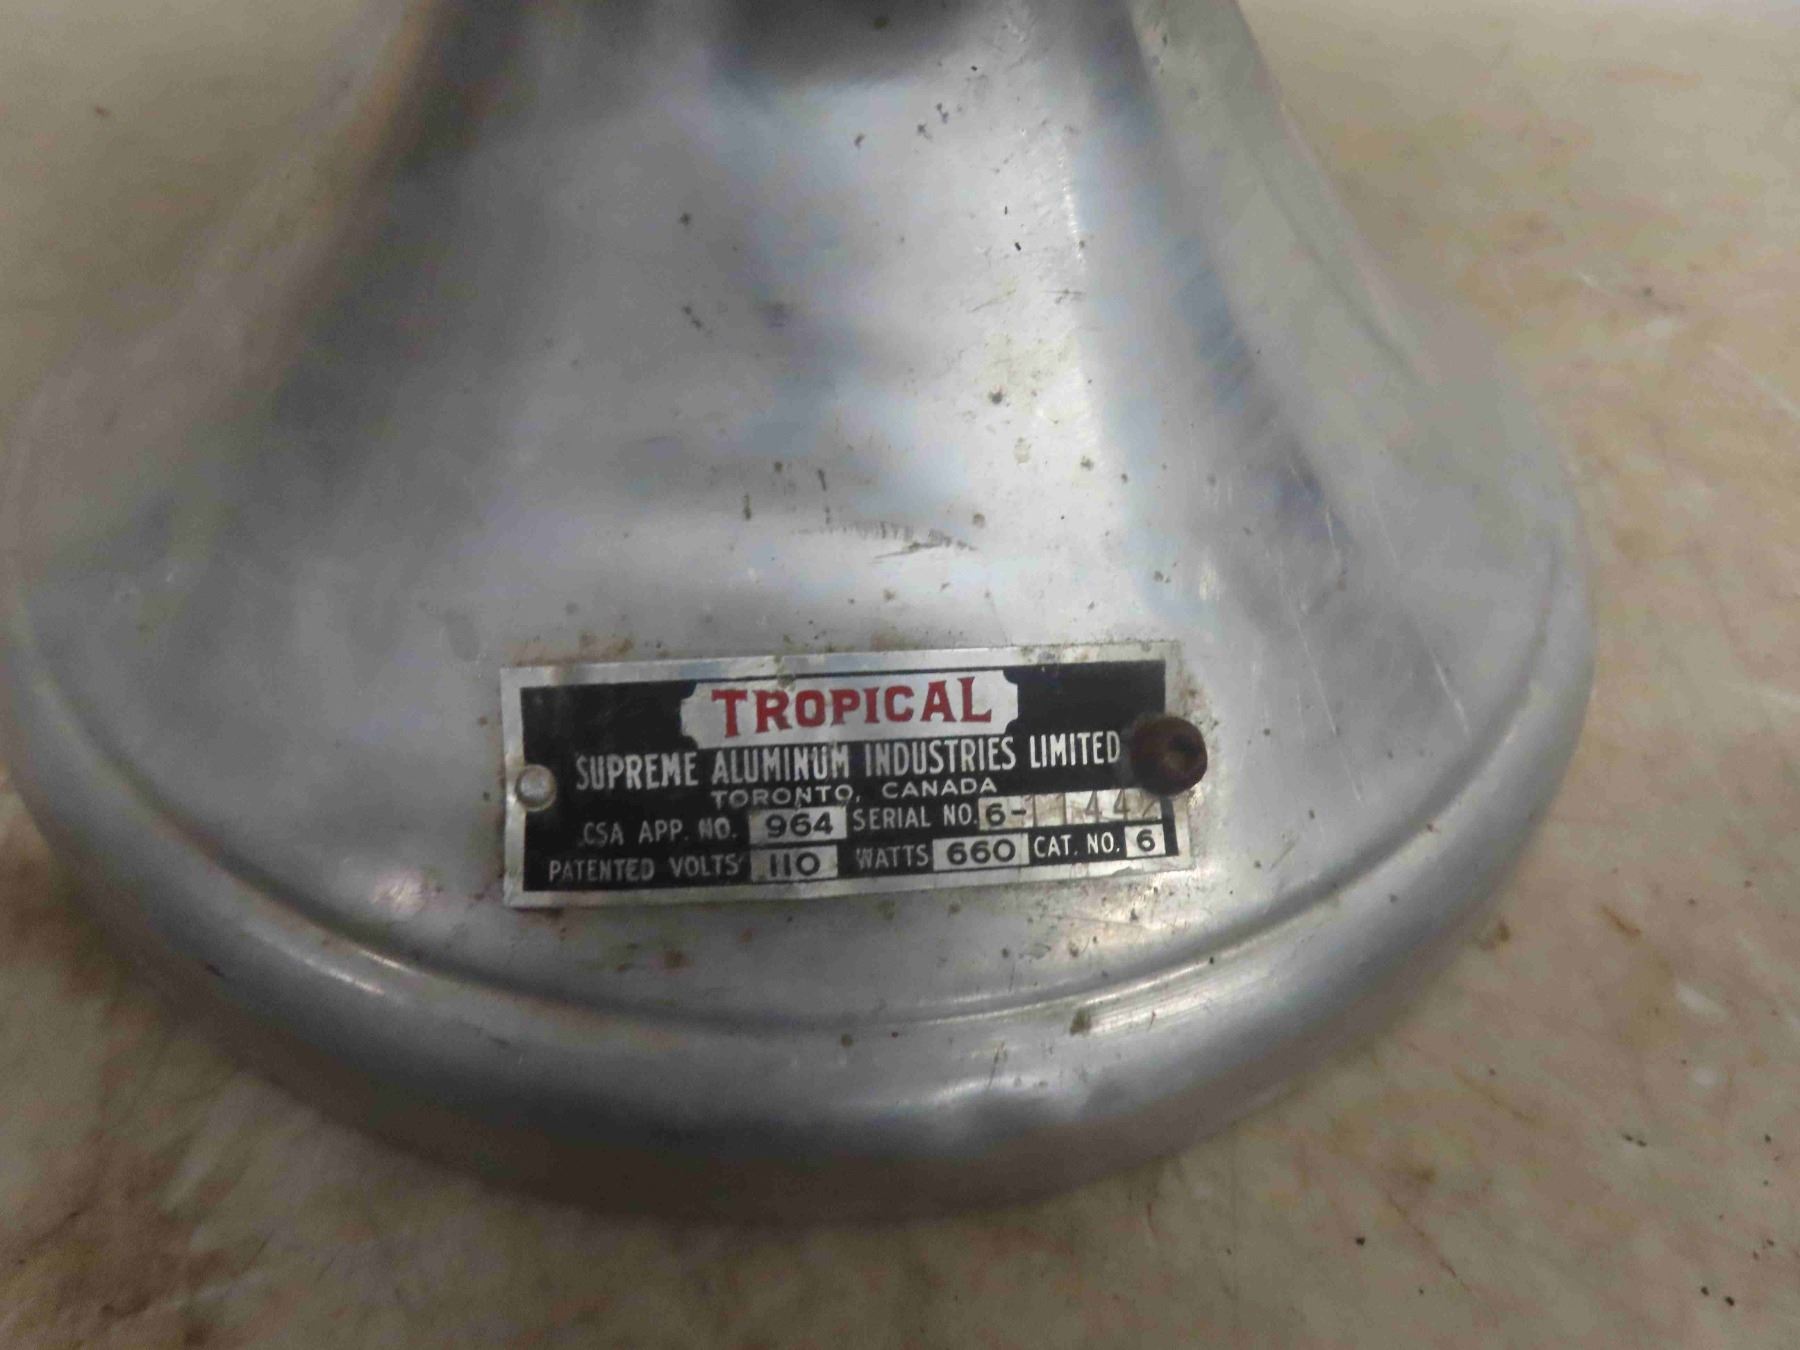 TROPICAL
SUPREME ALUMINUM INDUSTRIES LIMITED
TORONTO, CANADA
CSA APP. NO. 964 SERIAL NO. 6-
PATENTED VOLTS 110 WATTS 660 CAT. NO. 6